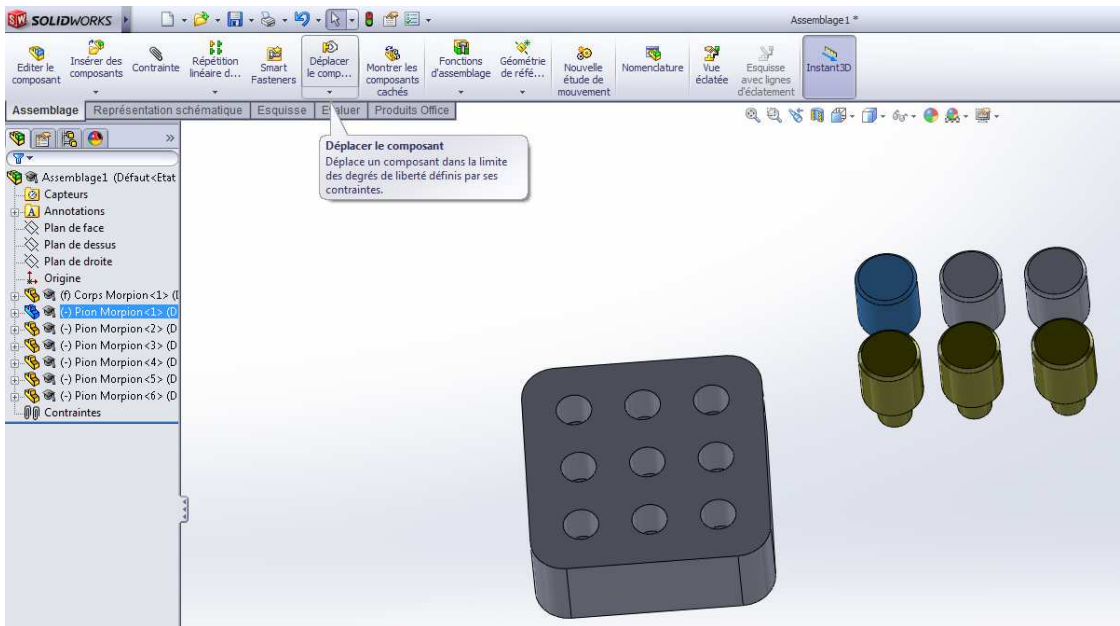 SOLIDWORKS
Assemblage1 *
Editer le composant
Insérer des composants
Contrainte
Répétition linéaire d...
Smart Fasteners
Déplacer le comp...
Montrer les composants cachés
Fonctions d'assemblage
Géométrie de réfé...
Nouvelle étude de mouvement
Nomenclature
Vue éclatée
Esquisse avec lignes d'éclatement
Instant3D
Assemblage
Représentation schématique
Esquisse
Evaluer
Produits Office
Déplacer le composant
Déplace un composant dans la limite
des degrés de liberté définis par ses
contraintes.
Assemblage1 (Défaut<Etat
Capteurs
Annotations
Plan de face
Plan de dessus
Plan de droite
Origine
(f) Corps Morpion<1> (D
(-) Pion Morpion<1> (D
(-) Pion Morpion<2> (D
(-) Pion Morpion<3> (D
(-) Pion Morpion<4> (D
(-) Pion Morpion<5> (D
(-) Pion Morpion<6> (D
Contraintes